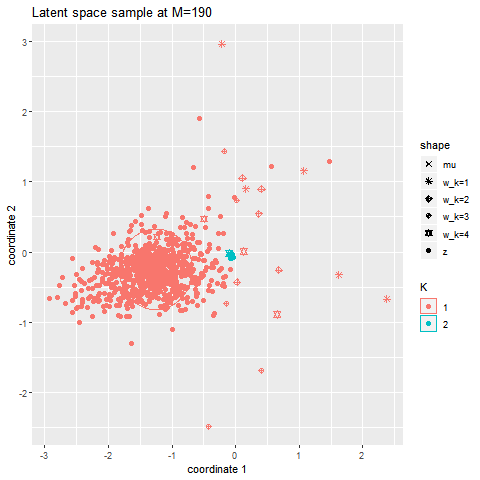 Latent space sample at M=190
3
2
1
0
-1
-2
coordinate 2
-3
-2
-1
0
1
2
coordinate 1
shape
mu
w_k=1
w_k=2
w_k=3
w_k=4
z
K
1
2